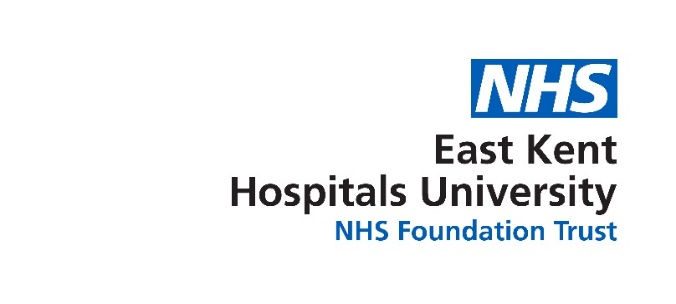 NHS
East Kent
Hospitals University
NHS Foundation Trust